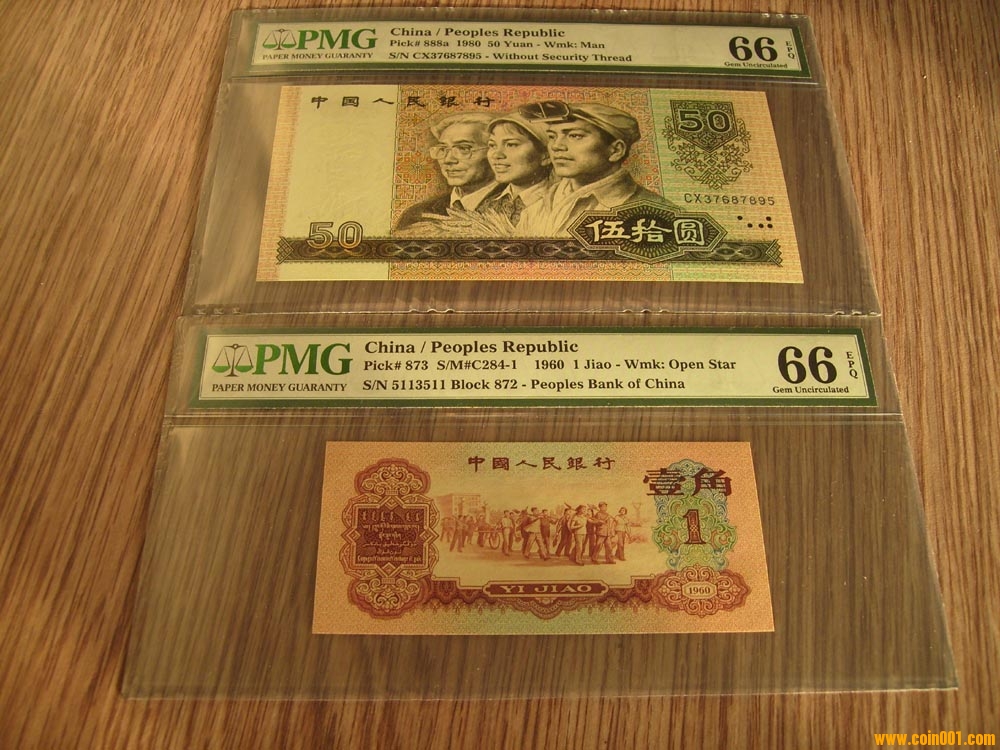 PMG
PAPER MONEY GUARANTY
China / Peoples Republic
Pick# 888a 1980 50 Yuan - Wmk: Man
S/N CX37687895 - Without Security Thread
66 EPQ
Gem Uncirculated
中国人民银行
50
CX37687895
50
伍拾圆
PMG
PAPER MONEY GUARANTY
China / Peoples Republic
Pick# 873 S/M#C284-1 1960 1 Jiao - Wmk: Open Star
S/N 5113511 Block 872 - Peoples Bank of China
66 EPQ
Gem Uncirculated
中國人民銀行
壹角
1
YI JIAO
1960
www.coin001.com